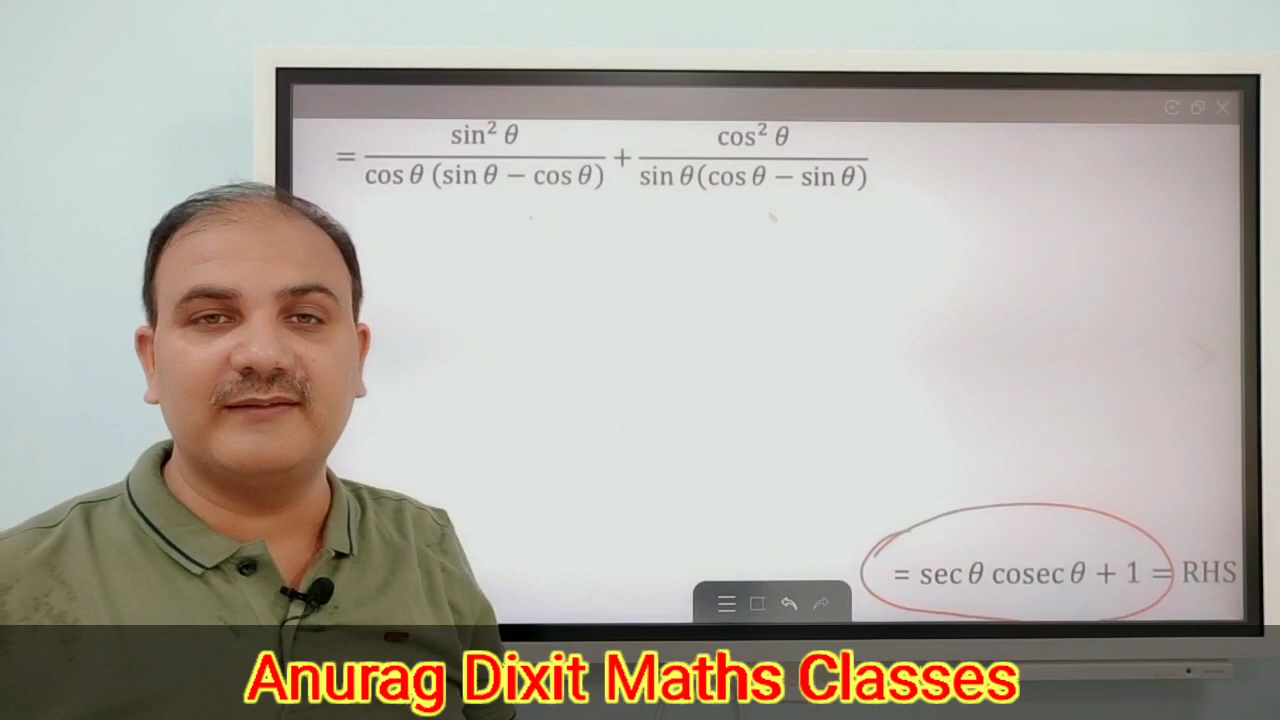 = sin² θ / cos θ (sin θ − cos θ) + cos² θ / sin θ(cos θ − sin θ)
= sec θ cosec θ + 1 = RHS
Anurag Dixit Maths Classes